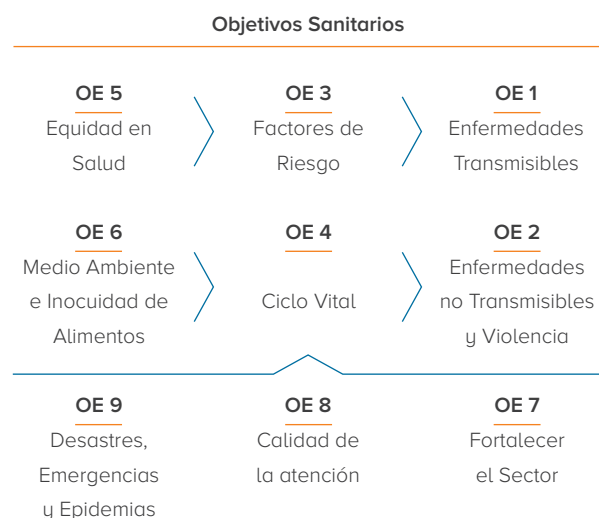 Objetivos Sanitarios
OE 5
Equidad en
Salud
OE 3
Factores de
Riesgo
OE 1
Enfermedades
Transmisibles
OE 6
Medio Ambiente
e Inocuidad de
Alimentos
OE 4
Ciclo Vital
OE 2
Enfermedades
no Transmisibles
y Violencia
OE 9
Desastres,
Emergencias
y Epidemias
OE 8
Calidad de
la atención
OE 7
Fortalecer
el Sector